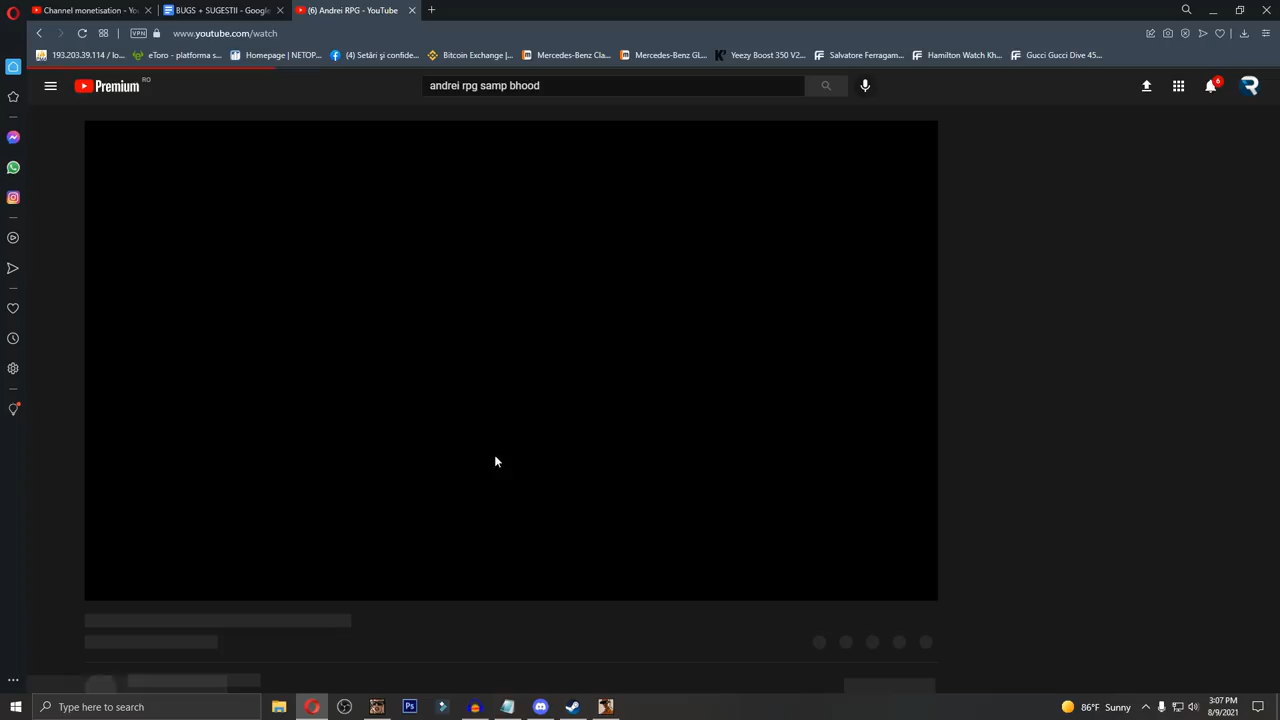 Channel monetisation - Yo
BUGS + SUGESTII - Google
(6) Andrei RPG - YouTube
VPN
www.youtube.com/watch
193.203.39.114 / lo...
eToro - platforma s...
Homepage | NETOP...
(4) Setări și confide...
Bitcoin Exchange |...
Mercedes-Benz Cla...
Mercedes-Benz GL...
Yeezy Boost 350 V2...
Salvatore Ferragam...
Hamilton Watch Kh...
Gucci Gucci Dive 45...
Premium RO
andrei rpg samp bhood
6
Type here to search
Ps
86°F Sunny
3:07 PM
8/9/2021